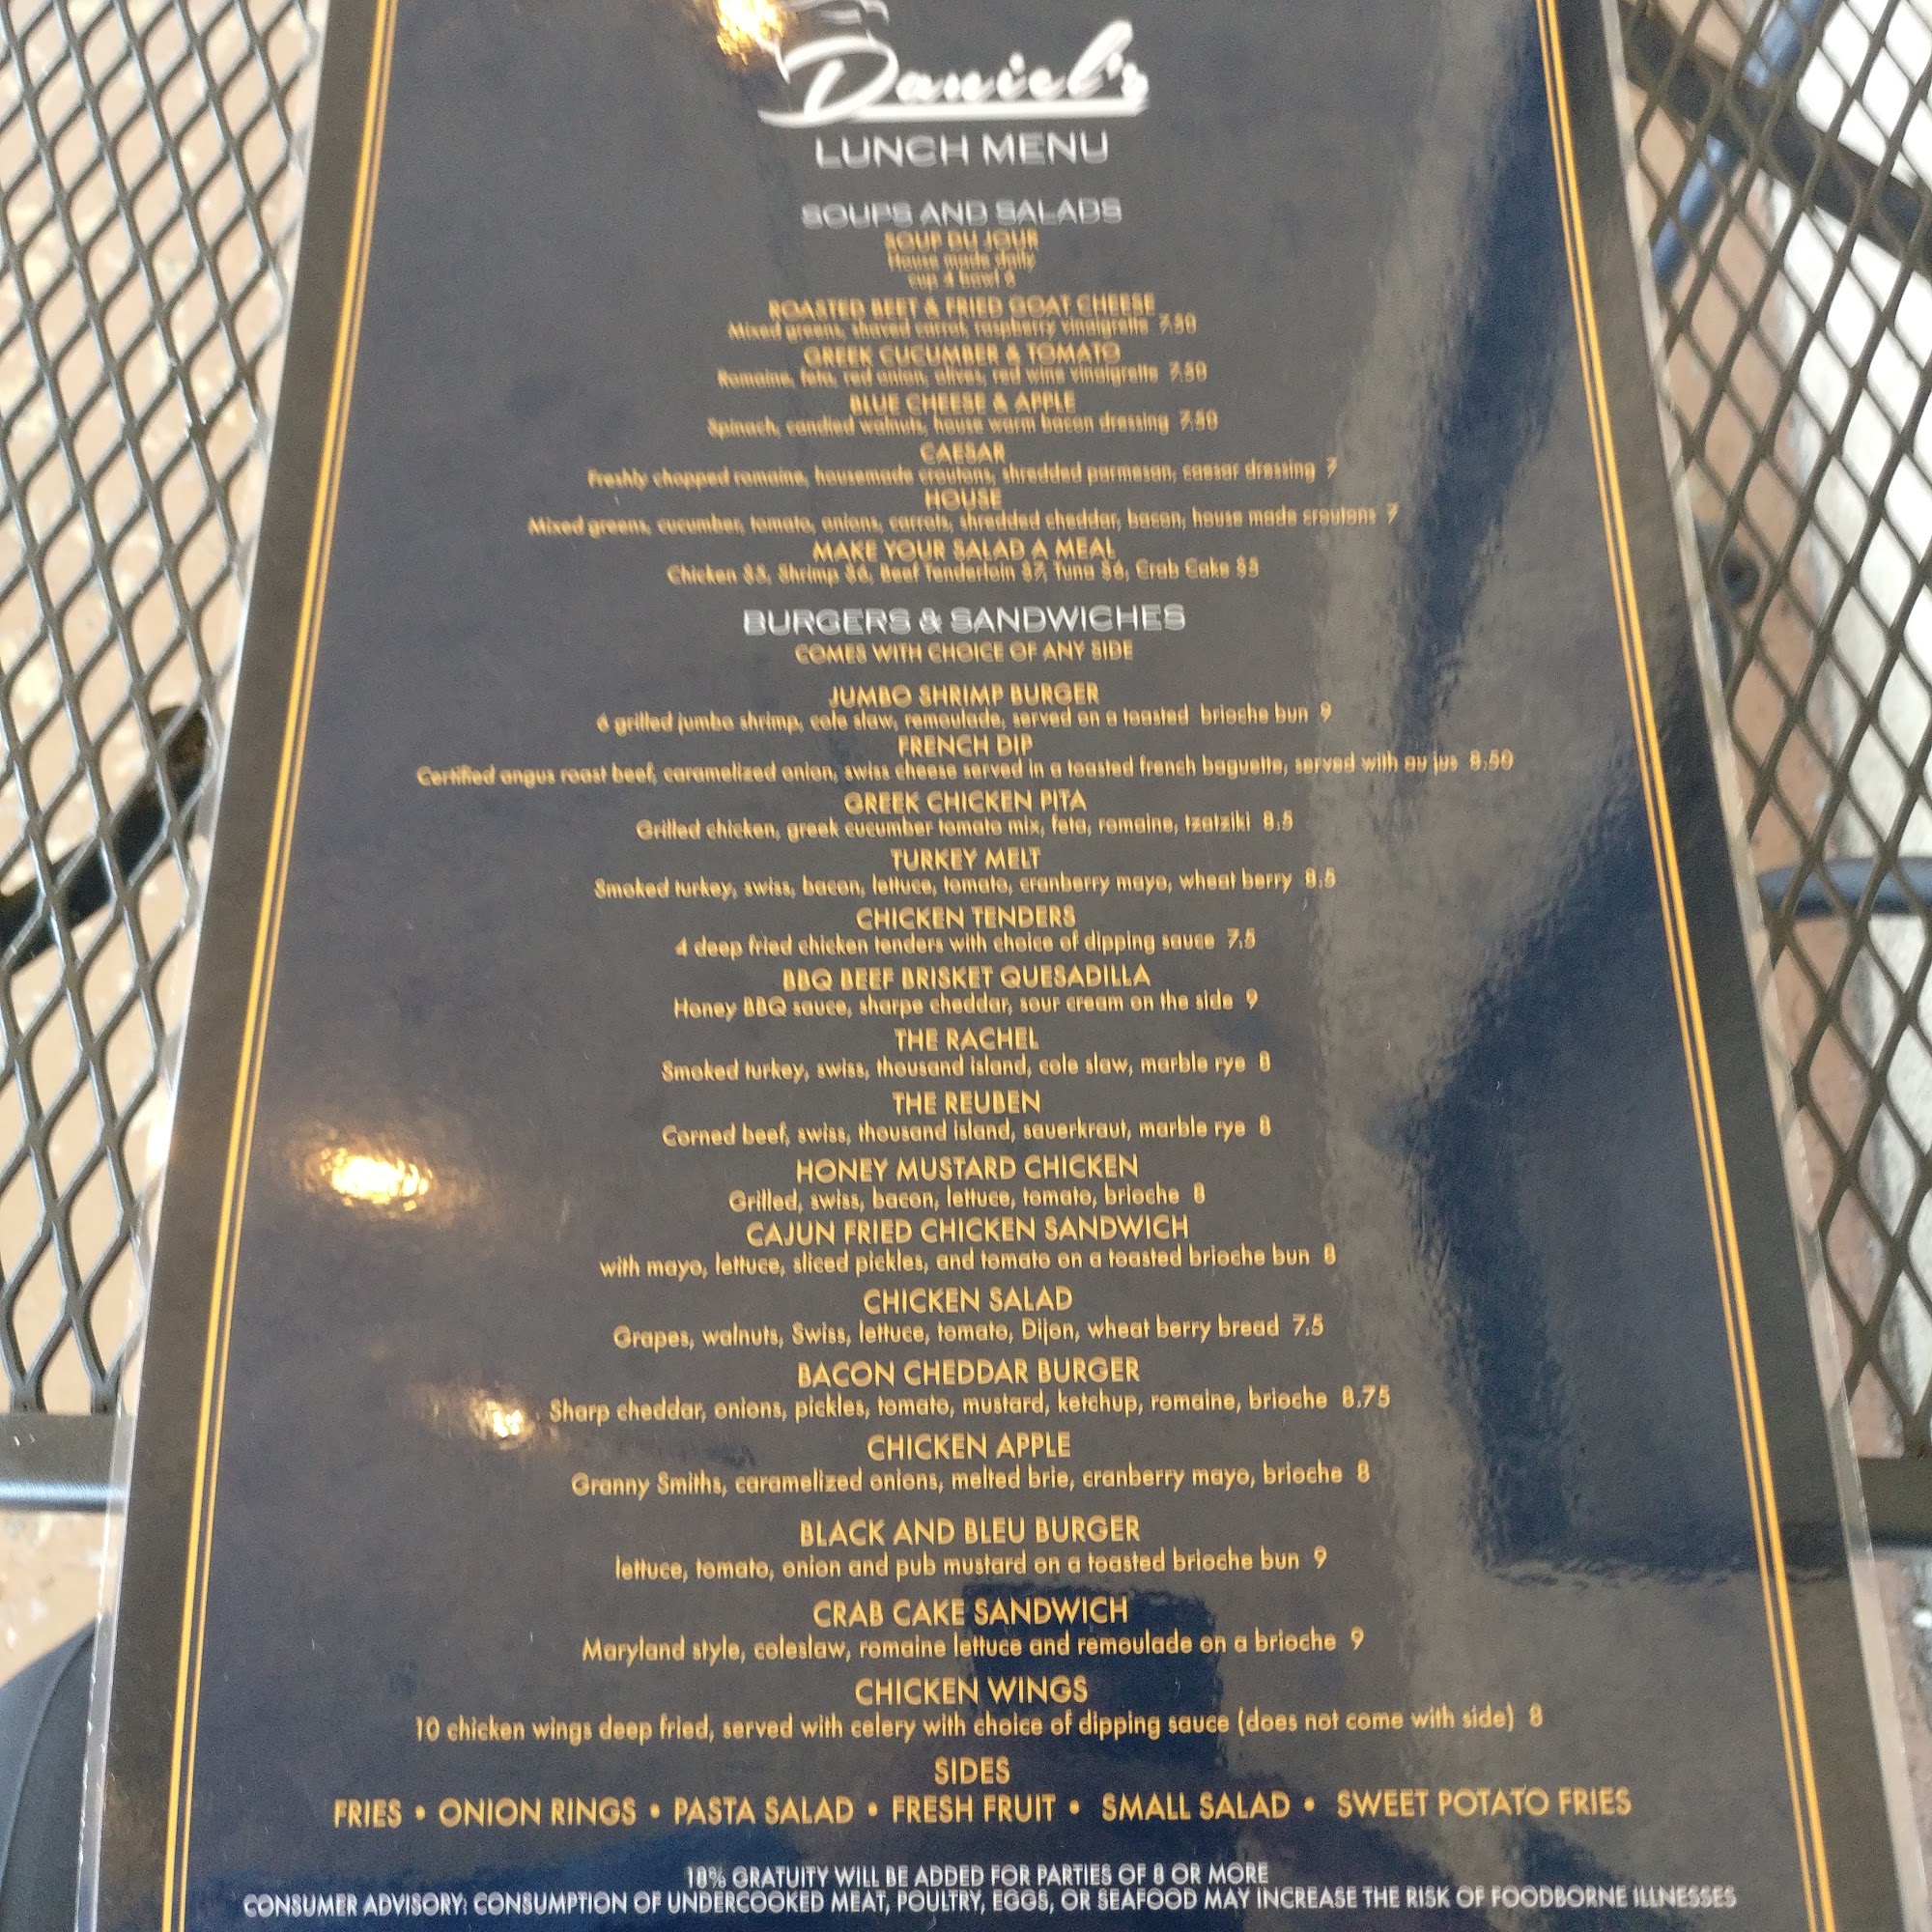 Daniel's
LUNCH MENU
SOUPS AND SALADS
SOUP DU JOUR
House made daily
cup 4 bowl 6
ROASTED BEET & FRIED GOAT CHEESE
Mixed greens, shaved carrot, raspberry vinaigrette 7.50
GREEK CUCUMBER & TOMATO
Romaine, feta, red onion, olives, red wine vinaigrette 7.50
BLUE CHEESE & APPLE
Spinach, candied walnuts, house warm bacon dressing 7.50
CAESAR
Freshly chopped romaine, housemade croutons, shredded parmesan, caesar dressing 7
HOUSE
Mixed greens, cucumber, tomato, onions, carrots, shredded cheddar, bacon, house made croutons 7
MAKE YOUR SALAD A MEAL
Chicken $5, Shrimp $6, Beef Tenderloin $7, Tuna $6, Crab Cake $5
BURGERS & SANDWICHES
COMES WITH CHOICE OF ANY SIDE
JUMBO SHRIMP BURGER
6 grilled jumbo shrimp, cole slaw, remoulade, served on a toasted brioche bun 9
FRENCH DIP
Certified angus roast beef, caramelized onion, swiss cheese served in a toasted french baguette, served with au jus 8.50
GREEK CHICKEN PITA
Grilled chicken, greek cucumber tomato mix, feta, romaine, tzatziki 8.5
TURKEY MELT
Smoked turkey, swiss, bacon, lettuce, tomato, cranberry mayo, wheat berry 8.5
CHICKEN TENDERS
4 deep fried chicken tenders with choice of dipping sauce 7.5
BBQ BEEF BRISKET QUESADILLA
Honey BBQ sauce, sharpe cheddar, sour cream on the side 9
THE RACHEL
Smoked turkey, swiss, thousand island, cole slaw, marble rye 8
THE REUBEN
Corned beef, swiss, thousand island, sauerkraut, marble rye 8
HONEY MUSTARD CHICKEN
Grilled, swiss, bacon, lettuce, tomato, brioche 8
CAJUN FRIED CHICKEN SANDWICH
with mayo, lettuce, sliced pickles, and tomato on a toasted brioche bun 8
CHICKEN SALAD
Grapes, walnuts, Swiss, lettuce, tomato, Dijon, wheat berry bread 7.5
BACON CHEDDAR BURGER
Sharp cheddar, onions, pickles, tomato, mustard, ketchup, romaine, brioche 8.75
CHICKEN APPLE
Granny Smiths, caramelized onions, melted brie, cranberry mayo, brioche 8
BLACK AND BLEU BURGER
lettuce, tomato, onion and pub mustard on a toasted brioche bun 9
CRAB CAKE SANDWICH
Maryland style, coleslaw, romaine lettuce and remoulade on a brioche 9
CHICKEN WINGS
10 chicken wings deep fried, served with celery with choice of dipping sauce (does not come with side) 8
SIDES
FRIES • ONION RINGS • PASTA SALAD • FRESH FRUIT • SMALL SALAD • SWEET POTATO FRIES
18% GRATUITY WILL BE ADDED FOR PARTIES OF 8 OR MORE
CONSUMER ADVISORY: CONSUMPTION OF UNDERCOOKED MEAT, POULTRY, EGGS, OR SEAFOOD MAY INCREASE THE RISK OF FOODBORNE ILLNESSES